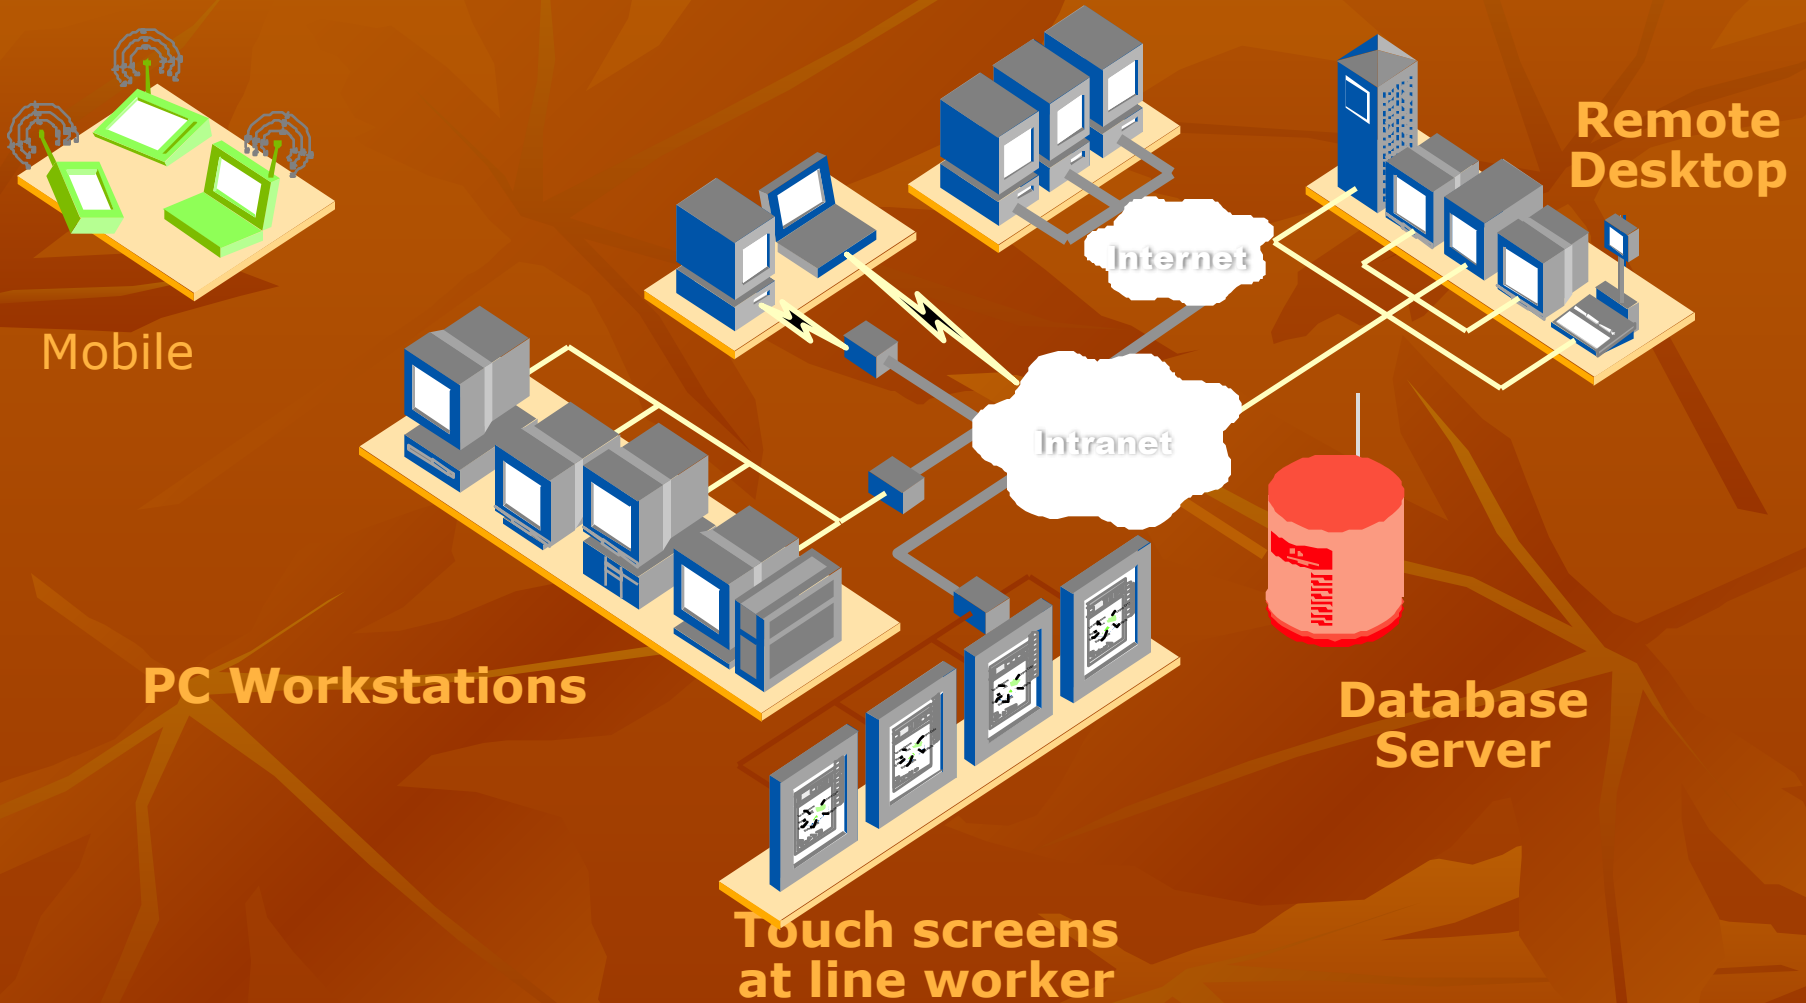 Remote
Desktop
Internet
Mobile
Intranet
PC Workstations
Database
Server
Touch screens
at line worker